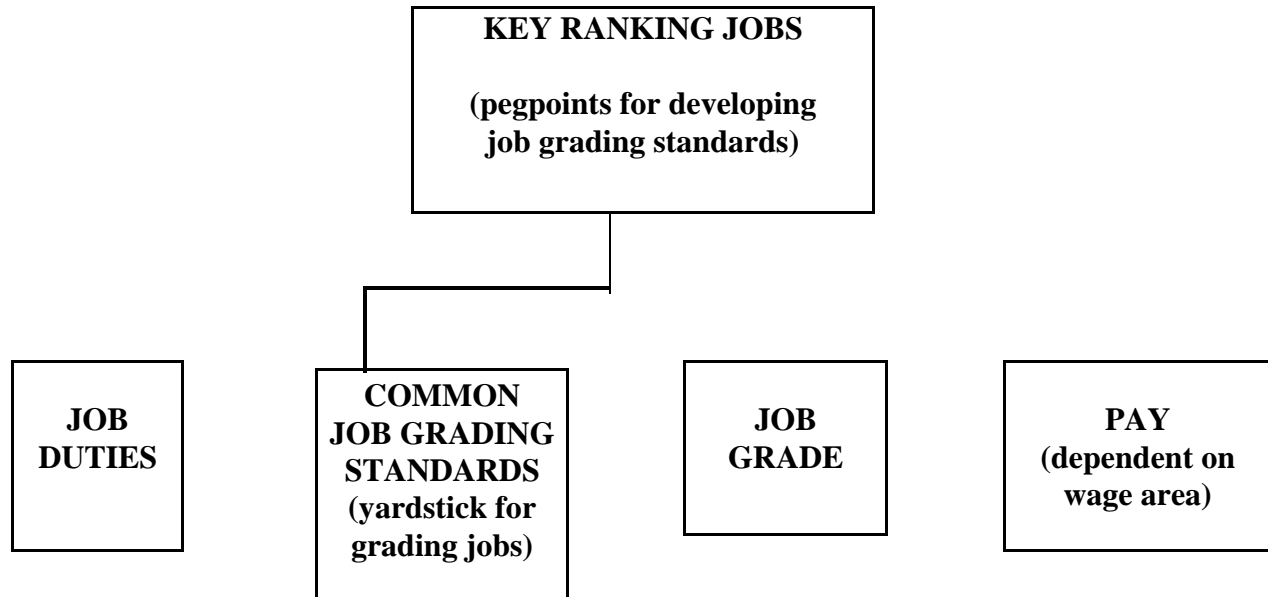 KEY RANKING JOBS
(pegpoints for developing
job grading standards)
JOB
DUTIES
COMMON
JOB GRADING
STANDARDS
(yardstick for
grading jobs)
JOB
GRADE
PAY
(dependent on
wage area)